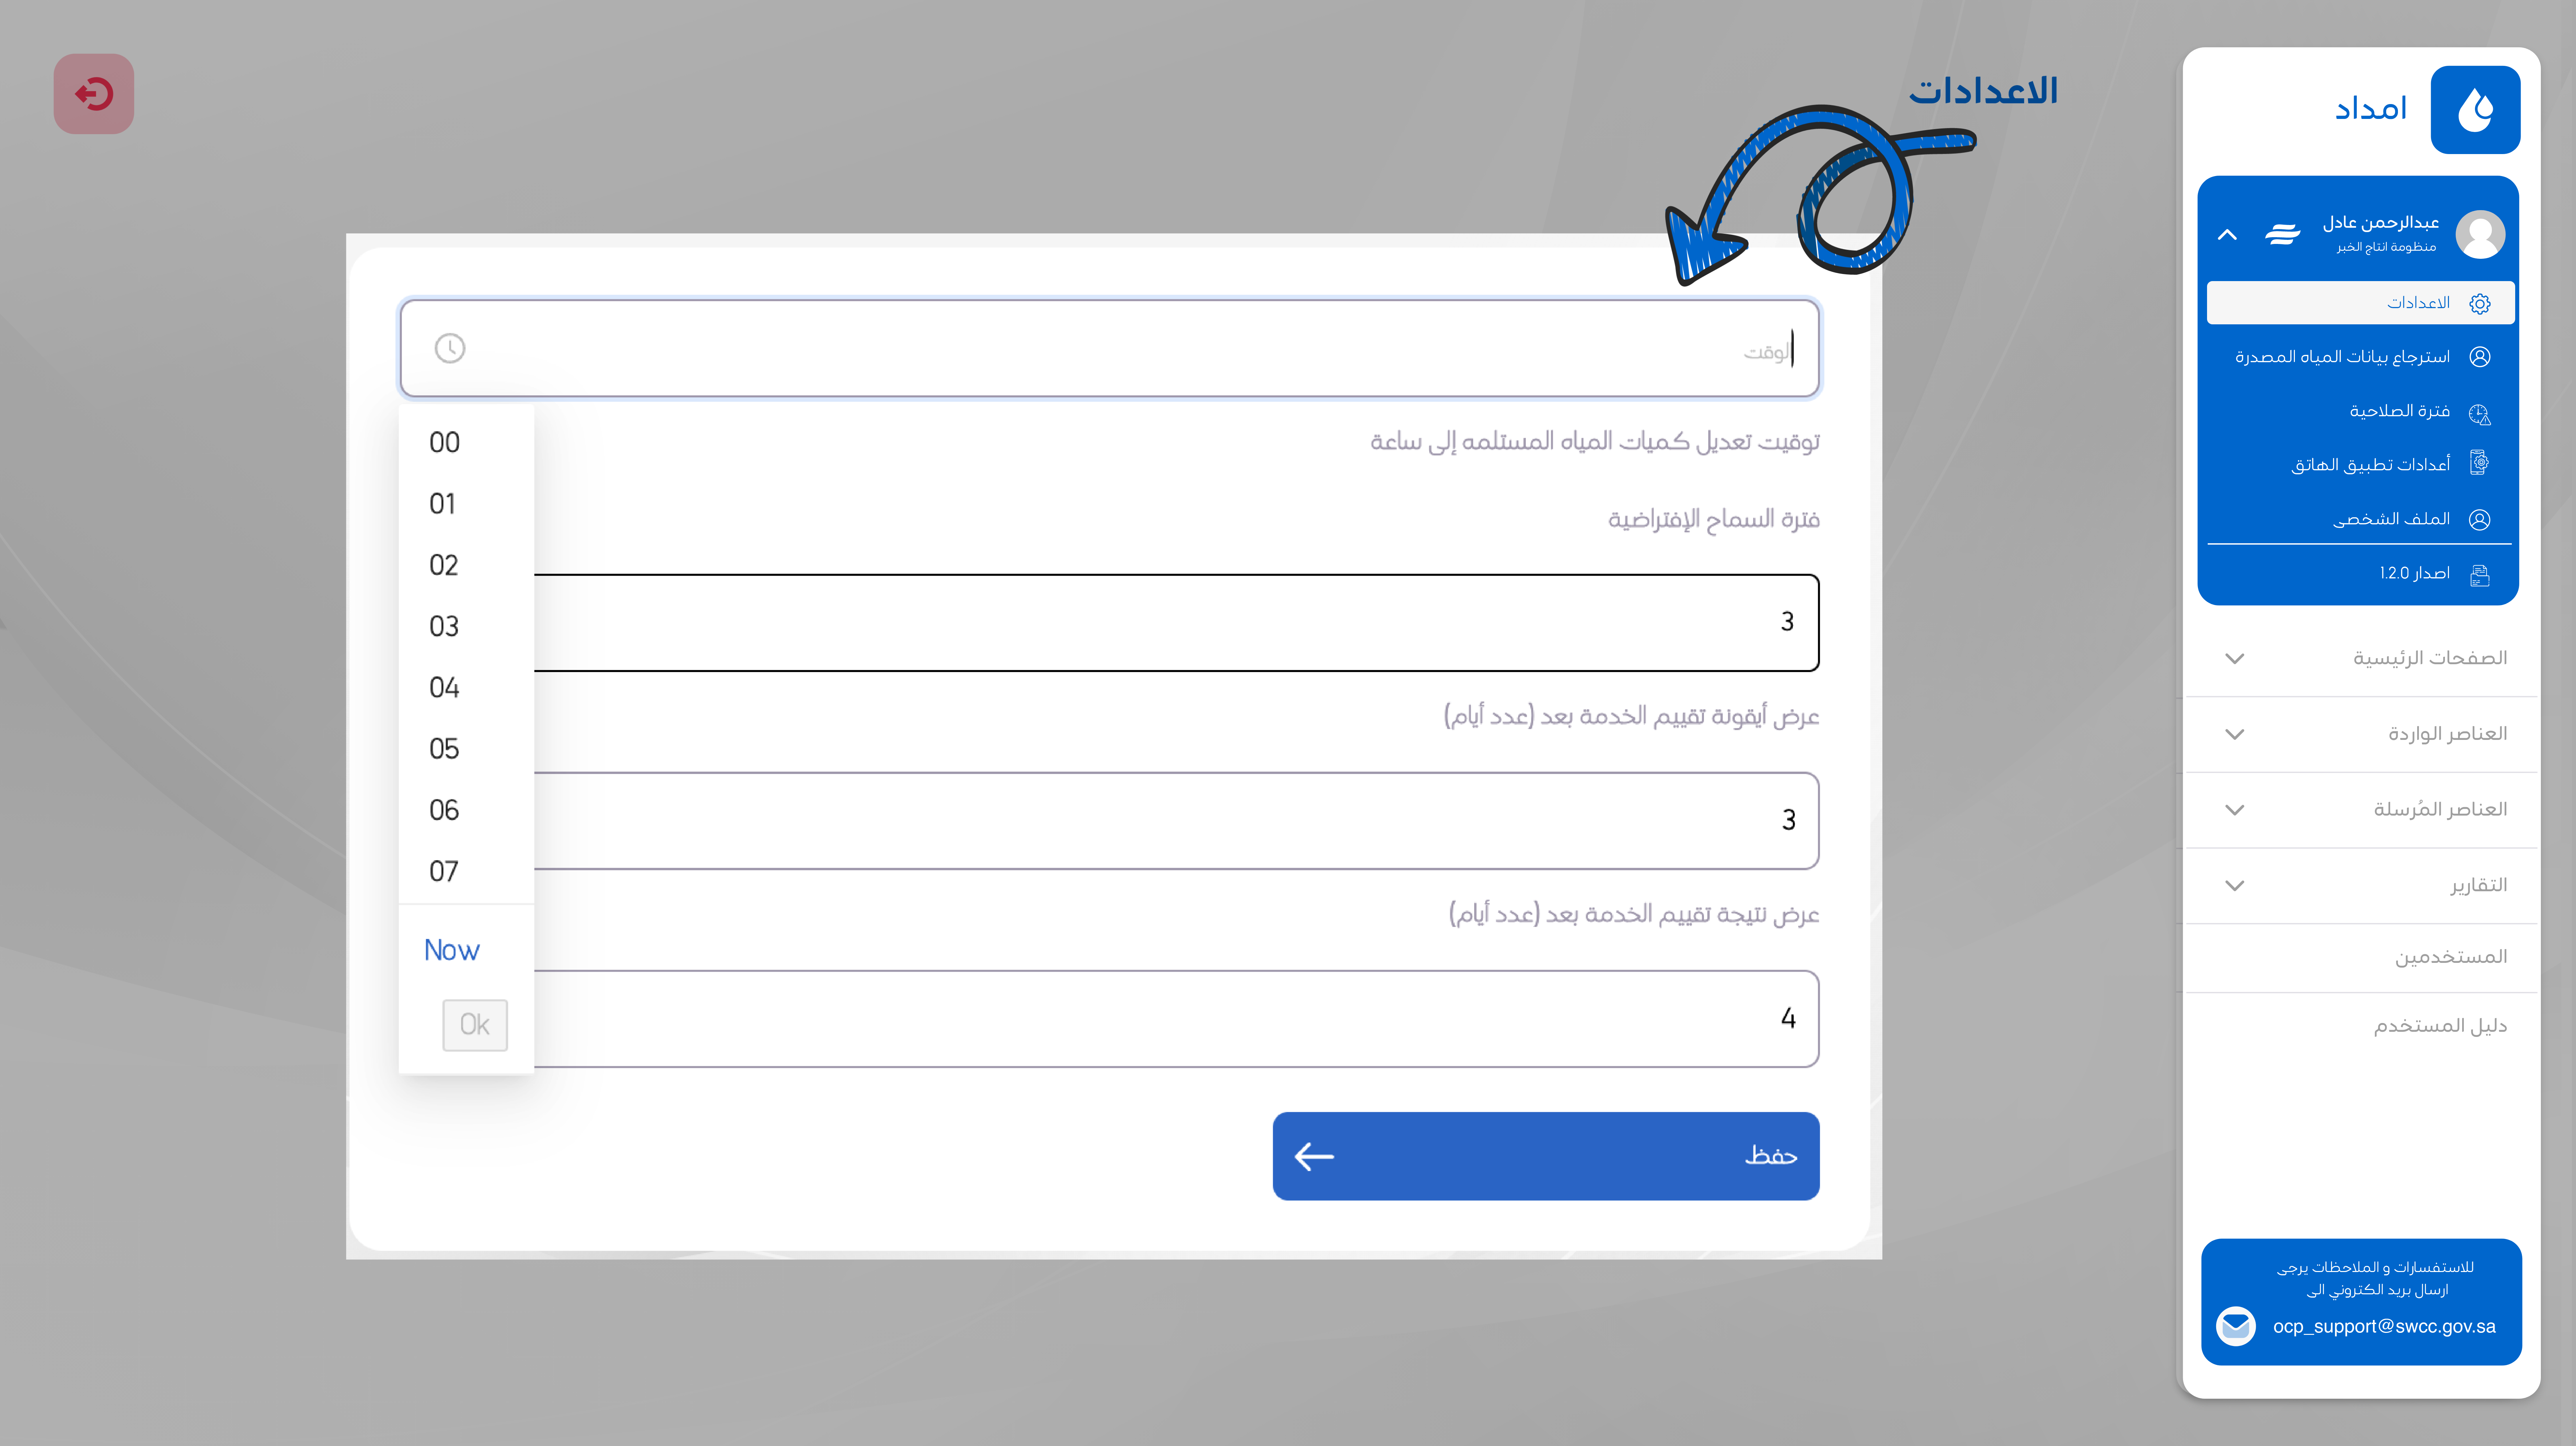 امداد
عبدالرحمن عادل
منظومة انتاج الخبر
الاعدادات
استرجاع بيانات المياه المصدرة
فترة الصلاحية
أعدادات تطبيق الهاتق
الملف الشخصى
اصدار 1.2.0
الصفحات الرئيسية
العناصر الواردة
العناصر المُرسلة
التقارير
المستخدمين
دليل المستخدم
للاستفسارات و الملاحظات يرجى
ارسال بريد الكتروني الى
ocp_support@swcc.gov.sa
الاعدادات
الوقت
توقيت تعديل كميات المياه المستلمه إلى ساعة
فترة السماح الإفتراضية
3
عرض أيقونة تقييم الخدمة بعد (عدد أيام)
3
عرض نتيجة تقييم الخدمة بعد (عدد أيام)
4
حفظ
00
01
02
03
04
05
06
07
Now
Ok